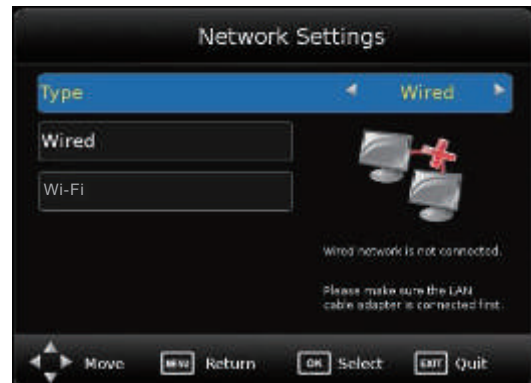 Network Settings
Type Wired
Wired
Wi-Fi
Wired network is not connected.
Please make sure the LAN
cable adapter is connected first.
Move MENU Return OK Select EXIT Quit